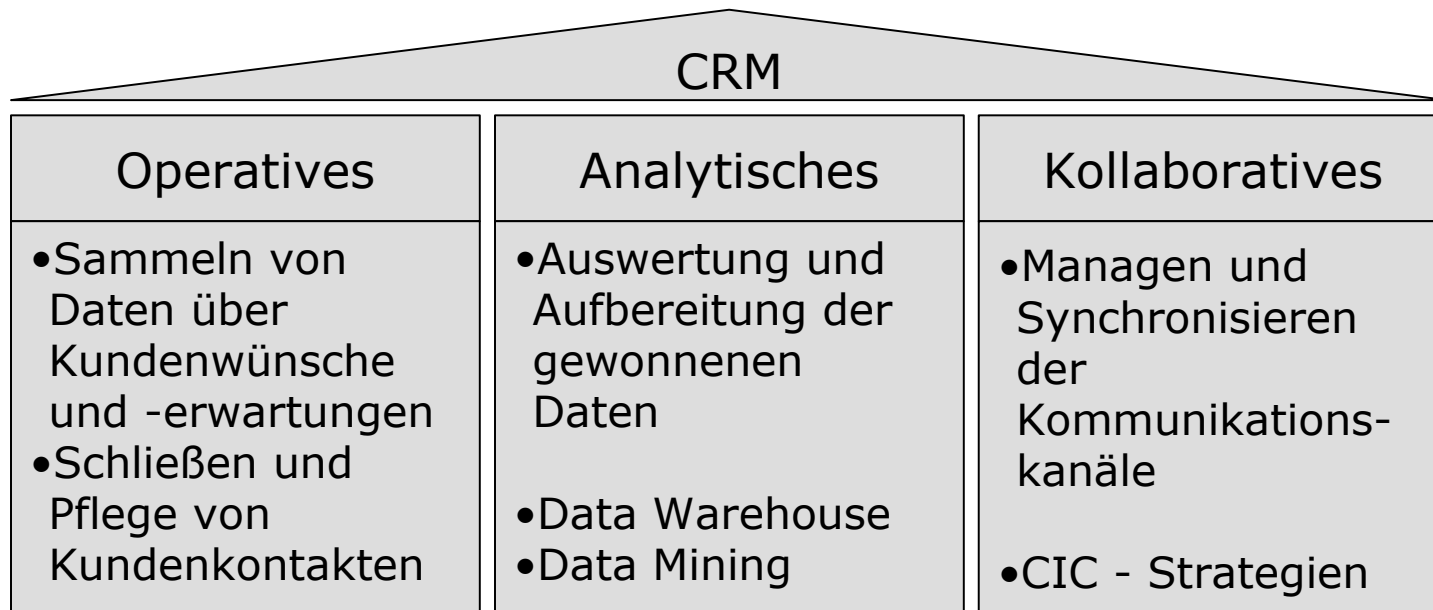 CRM
Operatives
•Sammeln von
Daten über
Kundenwünsche
und -erwartungen
•Schließen und
Pflege von
Kundenkontakten
Analytisches
•Auswertung und
Aufbereitung der
gewonnenen
Daten
•Data Warehouse
•Data Mining
Kollaboratives
•Managen und
Synchronisieren
der
Kommunikations-
kanäle
•CIC - Strategien